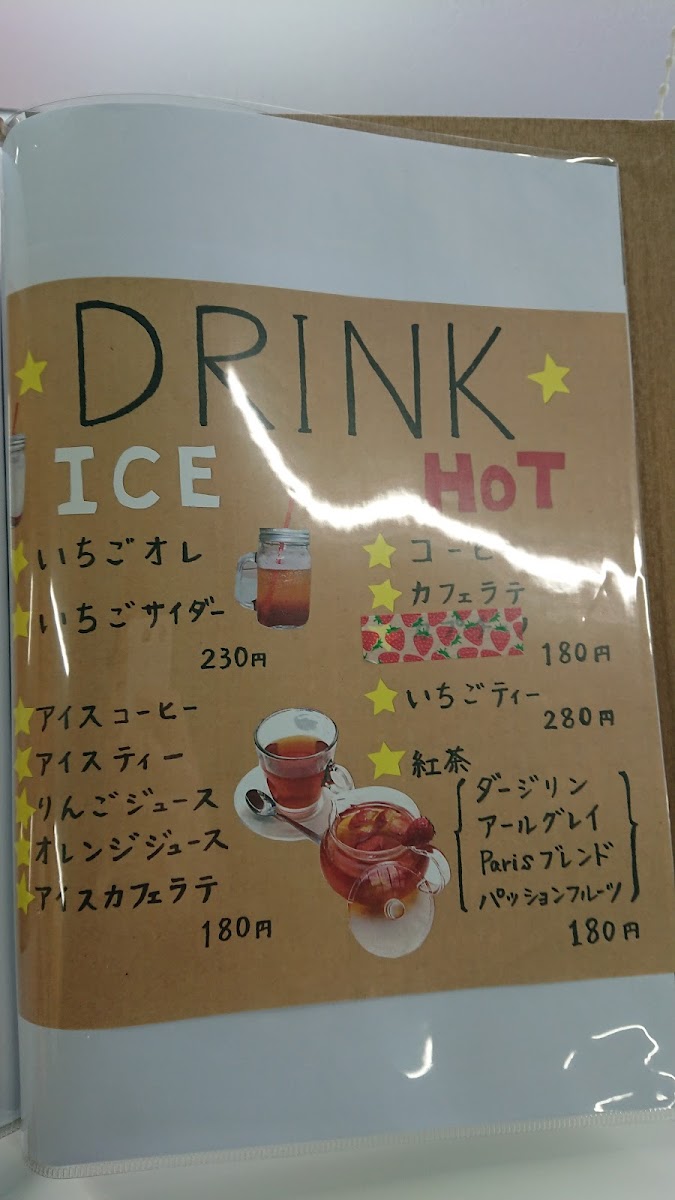 DRINK
ICE
いちごオレ
いちごサイダー
230円
アイスコーヒー
アイスティー
りんごジュース
オレンジジュース
アイスカフェラテ
180円
HOT
コーヒ
カフェラテ
180円
いちごティー
280円
紅茶
ダージリン
アールグレイ
Parisブレンド
パッションフルーツ
180円